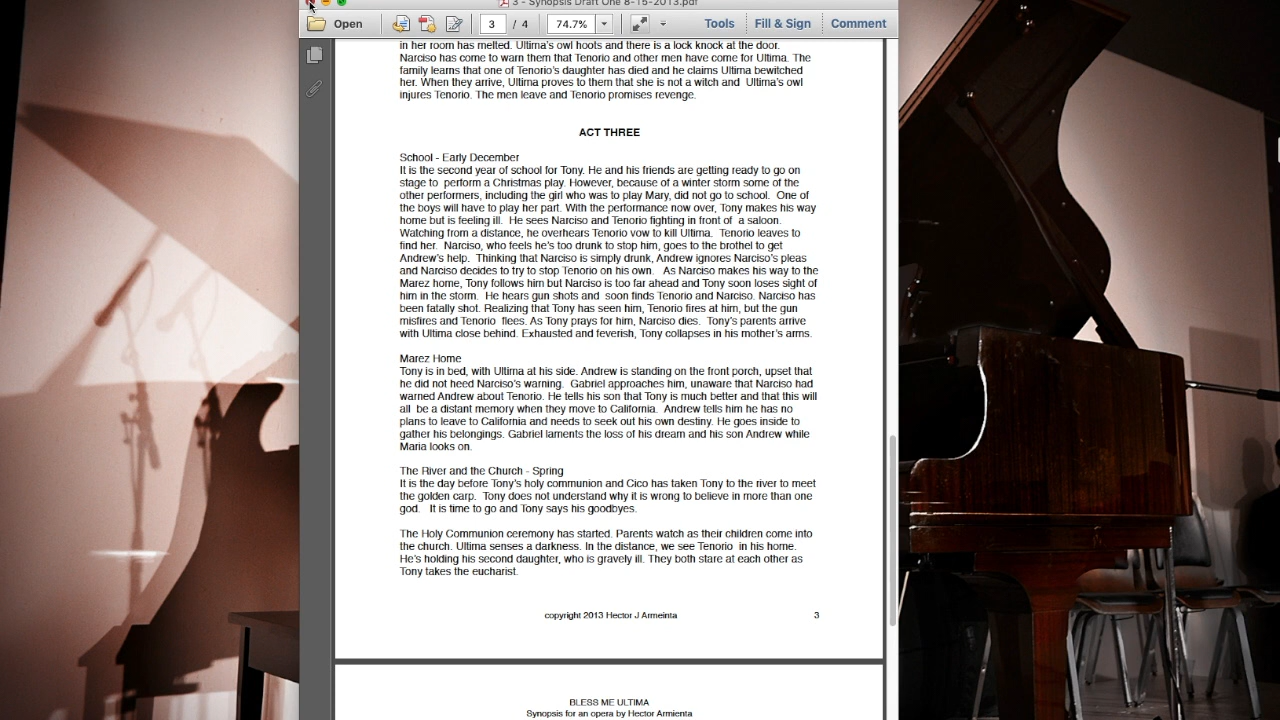 3 - Synopsis Draft One 8-15-2013.pdf
Open
3 / 4
74.7%
Tools
Fill & Sign
Comment
in her room has melted. Ultima's owl hoots and there is a lock knock at the door.
Narciso has come to warn them that Tenorio and other men have come for Ultima. The
family learns that one of Tenorio's daughter has died and he claims Ultima bewitched
her. When they arrive, Ultima proves to them that she is not a witch and Ultima's owl
injures Tenorio. The men leave and Tenorio promises revenge.
ACT THREE
School - Early December
It is the second year of school for Tony. He and his friends are getting ready to go on
stage to perform a Christmas play. However, because of a winter storm some of the
other performers, including the girl who was to play Mary, did not go to school. One of
the boys will have to play her part. With the performance now over, Tony makes his way
home but is feeling ill. He sees Narciso and Tenorio fighting in front of a saloon.
Watching from a distance, he overhears Tenorio vow to kill Ultima. Tenorio leaves to
find her. Narciso, who feels he's too drunk to stop him, goes to the brothel to get
Andrew's help. Thinking that Narciso is simply drunk, Andrew ignores Narciso's pleas
and Narciso decides to try to stop Tenorio on his own. As Narciso makes his way to the
Marez home, Tony follows him but Narciso is too far ahead and Tony soon loses sight of
him in the storm. He hears gun shots and soon finds Tenorio and Narciso. Narciso has
been fatally shot. Realizing that Tony has seen him, Tenorio fires at him, but the gun
misfires and Tenorio flees. As Tony prays for him, Narciso dies. Tony's parents arrive
with Ultima close behind. Exhausted and feverish, Tony collapses in his mother's arms.
Marez Home
Tony is in bed, with Ultima at his side. Andrew is standing on the front porch, upset that
he did not heed Narciso's warning. Gabriel approaches him, unaware that Narciso had
warned Andrew about Tenorio. He tells his son that Tony is much better and that this will
all be a distant memory when they move to California. Andrew tells him he has no
plans to leave to California and needs to seek out his own destiny. He goes inside to
gather his belongings. Gabriel laments the loss of his dream and his son Andrew while
Maria looks on.
The River and the Church - Spring
It is the day before Tony's holy communion and Cico has taken Tony to the river to meet
the golden carp. Tony does not understand why it is wrong to believe in more than one
god. It is time to go and Tony says his goodbyes.
The Holy Communion ceremony has started. Parents watch as their children come into
the church. Ultima senses a darkness. In the distance, we see Tenorio in his home.
He's holding his second daughter, who is gravely ill. They both stare at each other as
Tony takes the eucharist.
copyright 2013 Hector J Armeinta
3
BLESS ME ULTIMA
Synopsis for an opera by Hector Armienta